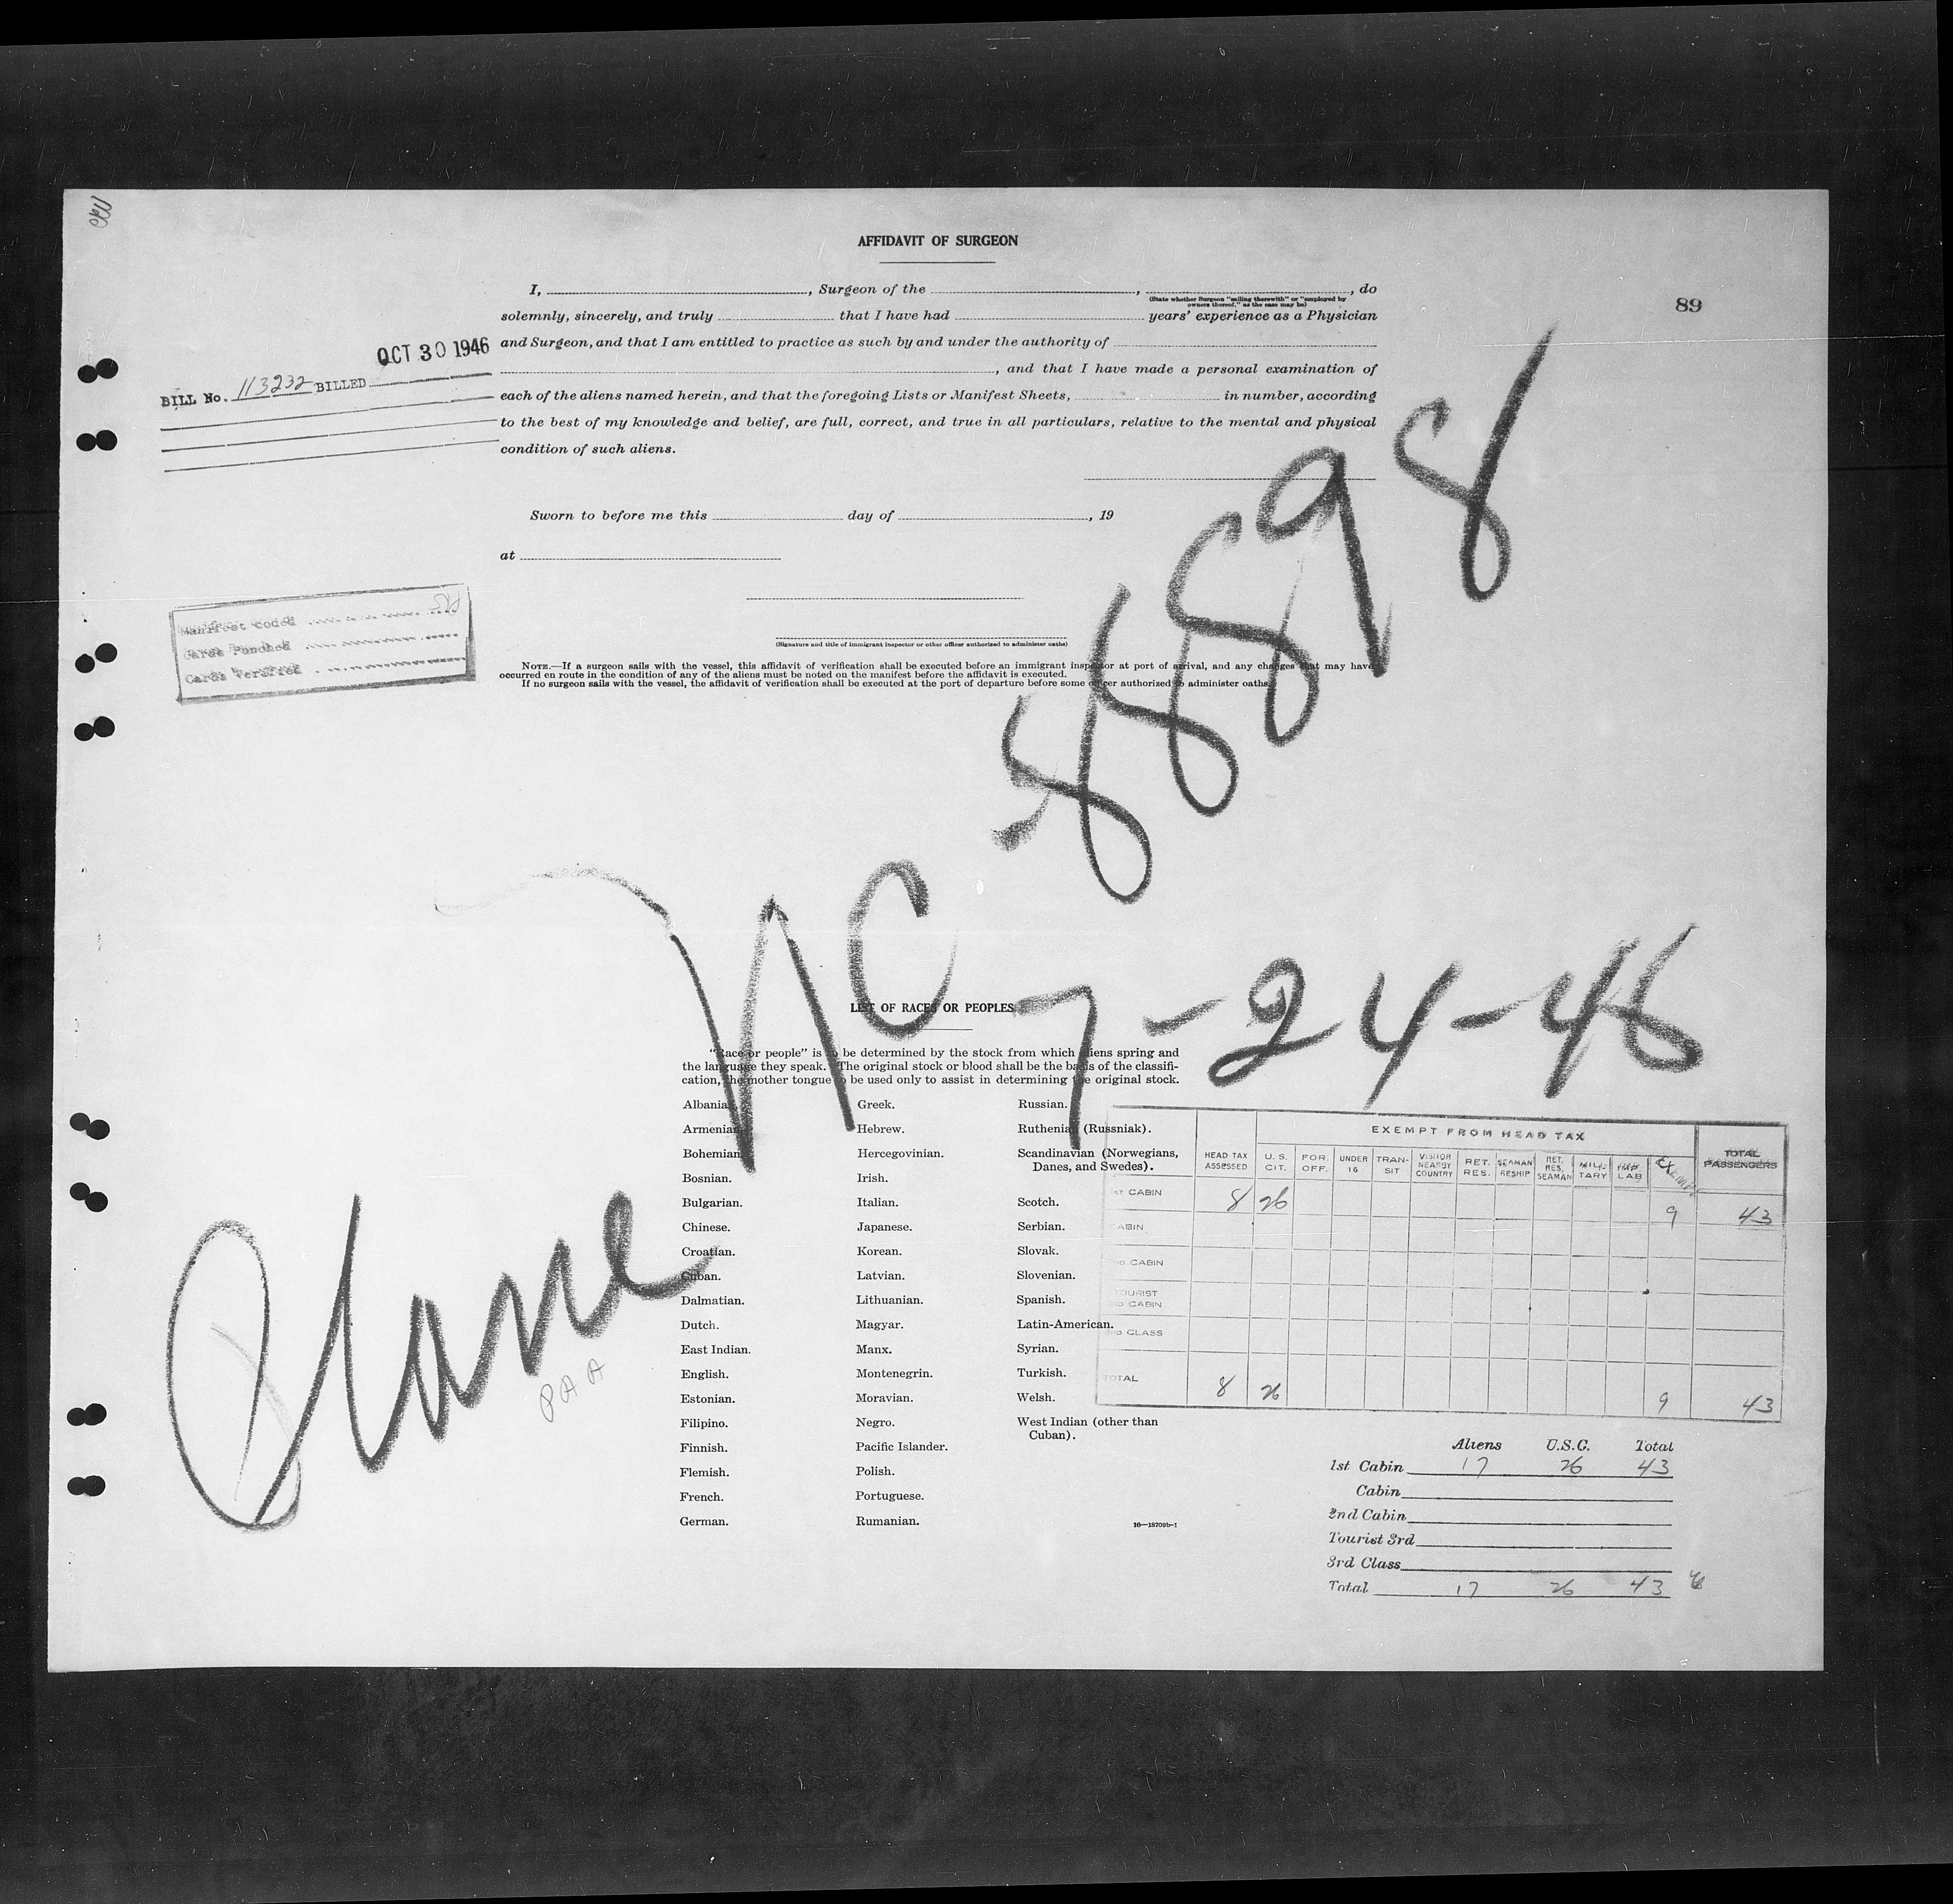 AFFIDAVIT OF SURGEON
89
I, , Surgeon of the , , do
(State whether Surgeon "sailing therewith" or "employed by
owners thereof," as the case may be)
solemnly, sincerely, and truly that I have had years' experience as a Physician
and Surgeon, and that I am entitled to practice as such by and under the authority of
, and that I have made a personal examination of
each of the aliens named herein, and that the foregoing Lists or Manifest Sheets, in number, according
to the best of my knowledge and belief, are full, correct, and true in all particulars, relative to the mental and physical
condition of such aliens.
OCT 30 1946
BILL No. 113232 BILLED
Sworn to before me this day of , 19
at
(Signature and title of immigrant inspector or other officer authorized to administer oaths)
Manifest coded
Cards Punched
Cards Verified
NOTE.—If a surgeon sails with the vessel, this affidavit of verification shall be executed before an immigrant inspector at port of arrival, and any changes that may have
occurred en route in the condition of any of the aliens must be noted on the manifest before the affidavit is executed.
If no surgeon sails with the vessel, the affidavit of verification shall be executed at the port of departure before some officer authorized to administer oaths.
NC-88898
7-24-46
Plane
PAA
LIST OF RACES OR PEOPLES
"Race or people" is to be determined by the stock from which aliens spring and
the language they speak. The original stock or blood shall be the basis of the classifi-
cation, the mother tongue to be used only to assist in determining the original stock.
Albanian.
Armenian.
Bohemian.
Bosnian.
Bulgarian.
Chinese.
Croatian.
Cuban.
Dalmatian.
Dutch.
East Indian.
English.
Estonian.
Filipino.
Finnish.
Flemish.
French.
German.
Greek.
Hebrew.
Hercegovinian.
Irish.
Italian.
Japanese.
Korean.
Latvian.
Lithuanian.
Magyar.
Manx.
Montenegrin.
Moravian.
Negro.
Pacific Islander.
Polish.
Portuguese.
Rumanian.
Russian.
Ruthenian (Russniak).
Scandinavian (Norwegians,
Danes, and Swedes).
Scotch.
Serbian.
Slovak.
Slovenian.
Spanish.
Latin-American.
Syrian.
Turkish.
Welsh.
West Indian (other than
Cuban).
16—18709b-1
EXEMPT FROM HEAD TAX
HEAD TAX ASSESSED U. S. CIT. FOR. OFF. UNDER 16 TRAN-SIT VISITOR NEARBY COUNTRY RET. RES. SEAMAN RESHIP RET. RES. SEAMAN MILI-TARY IMP. LAB TOTAL PASSENGERS
1ST CABIN 8 26 9 43
CABIN
2ND CABIN
TOURIST 3RD CABIN
3RD CLASS
TOTAL 8 26 9 43
Aliens U.S.C. Total
1st Cabin 17 26 43
Cabin
2nd Cabin
Tourist 3rd
3rd Class
Total 17 26 43